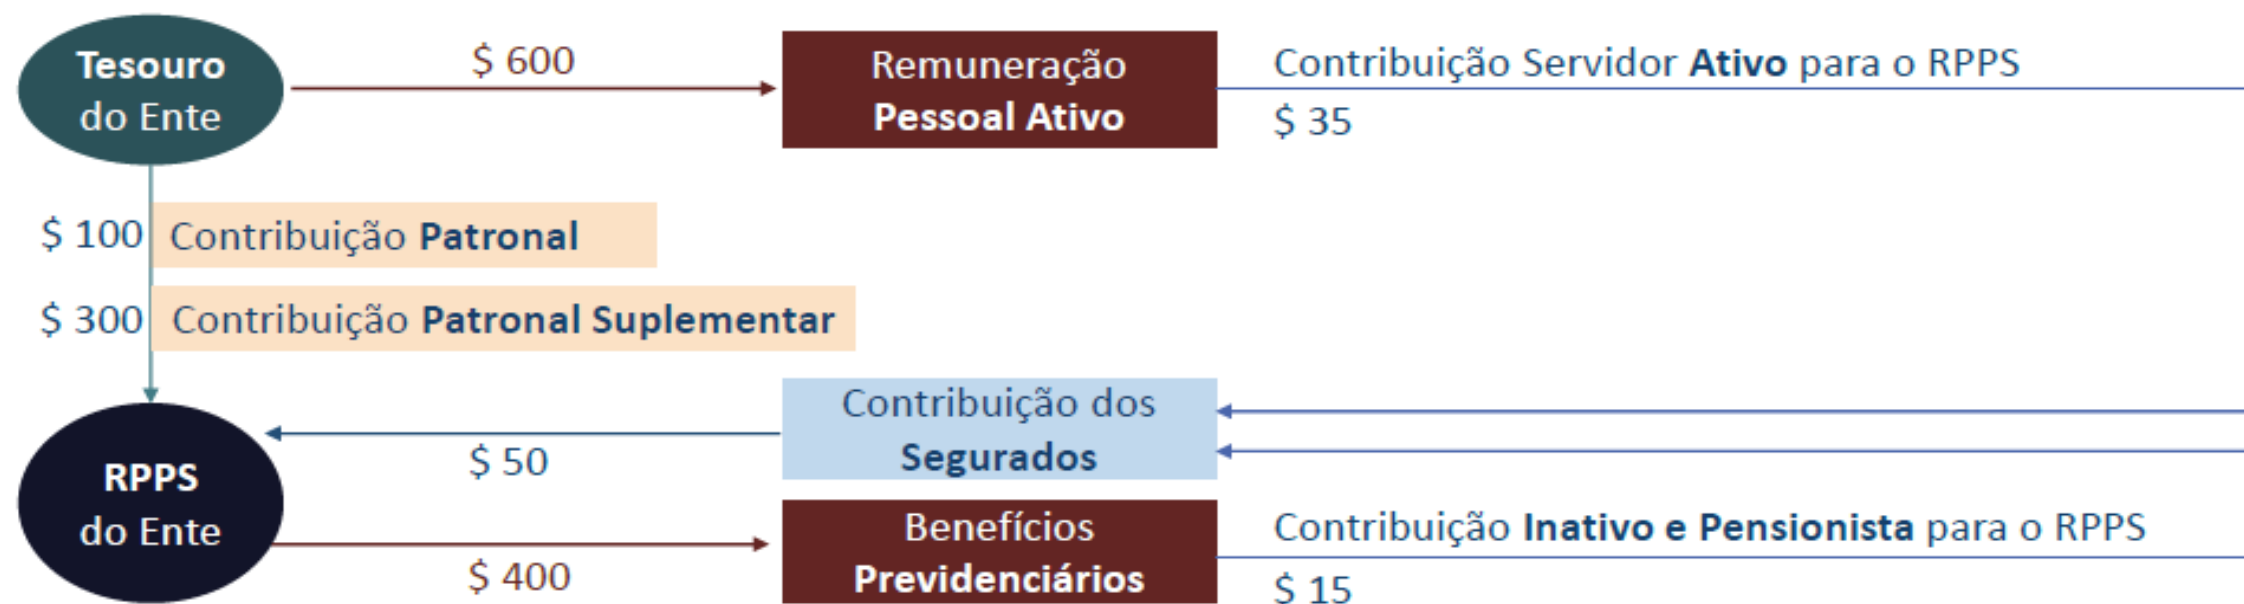 Tesouro
do Ente
$ 600
Remuneração
Pessoal Ativo
Contribuição Servidor Ativo para o RPPS
$ 35
$ 100
Contribuição Patronal
$ 300
Contribuição Patronal Suplementar
Contribuição dos
Segurados
$ 50
RPPS
do Ente
$ 400
Benefícios
Previdenciários
Contribuição Inativo e Pensionista para o RPPS
$ 15